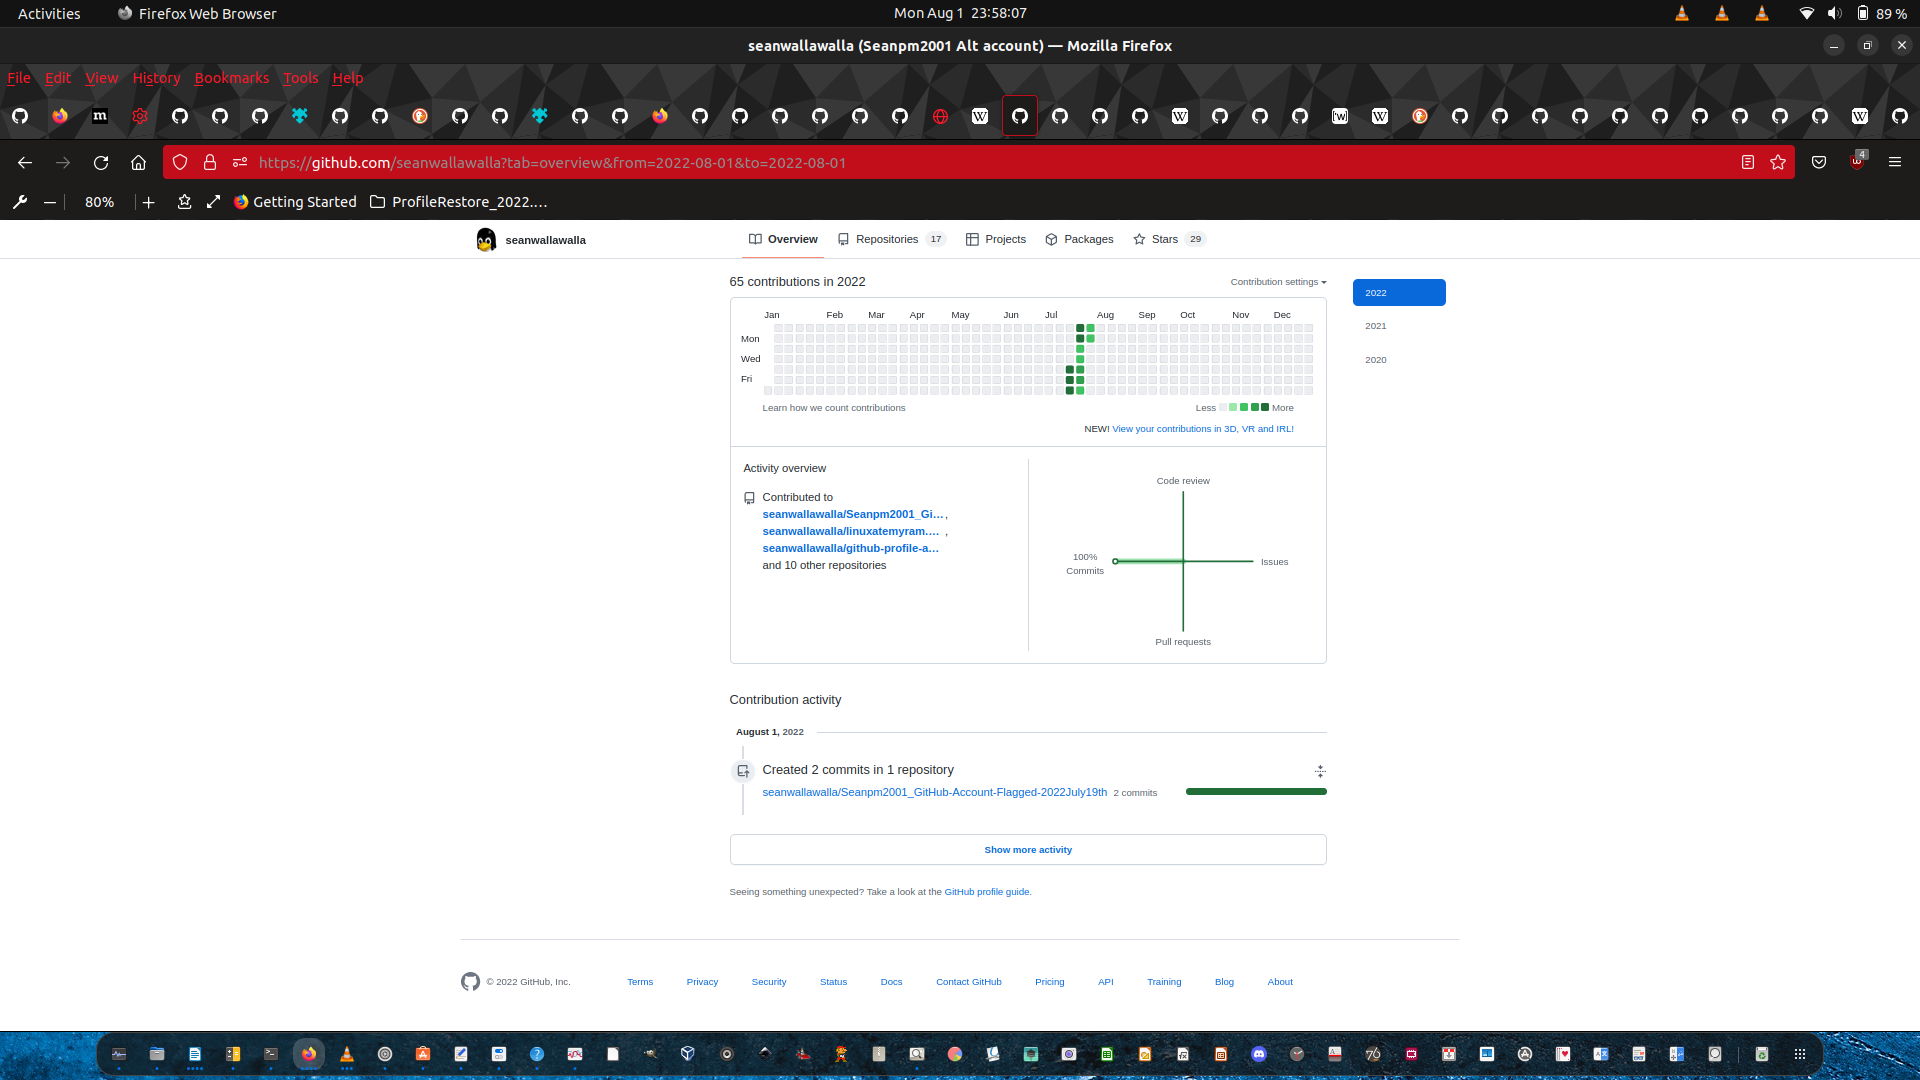 Activities
Firefox Web Browser
Mon Aug 1 23:58:07
89 %
seanwallawalla (Seanpm2001 Alt account) — Mozilla Firefox
File Edit View History Bookmarks Tools Help
https://github.com/seanwallawalla?tab=overview&from=2022-08-01&to=2022-08-01
4
80%
Getting Started
ProfileRestore_2022.…
seanwallawalla
Overview
Repositories 17
Projects
Packages
Stars 29
65 contributions in 2022
Contribution settings
2022
2021
2020
Jan Feb Mar Apr May Jun Jul Aug Sep Oct Nov Dec
Mon
Wed
Fri
Learn how we count contributions
Less
More
NEW! View your contributions in 3D, VR and IRL!
Activity overview
Contributed to
seanwallawalla/Seanpm2001_Gi… ,
seanwallawalla/linuxatemyram.… ,
seanwallawalla/github-profile-a…
and 10 other repositories
Code review
100%
Commits
Issues
Pull requests
Contribution activity
August 1, 2022
Created 2 commits in 1 repository
seanwallawalla/Seanpm2001_GitHub-Account-Flagged-2022July19th 2 commits
Show more activity
Seeing something unexpected? Take a look at the GitHub profile guide.
© 2022 GitHub, Inc.
Terms
Privacy
Security
Status
Docs
Contact GitHub
Pricing
API
Training
Blog
About